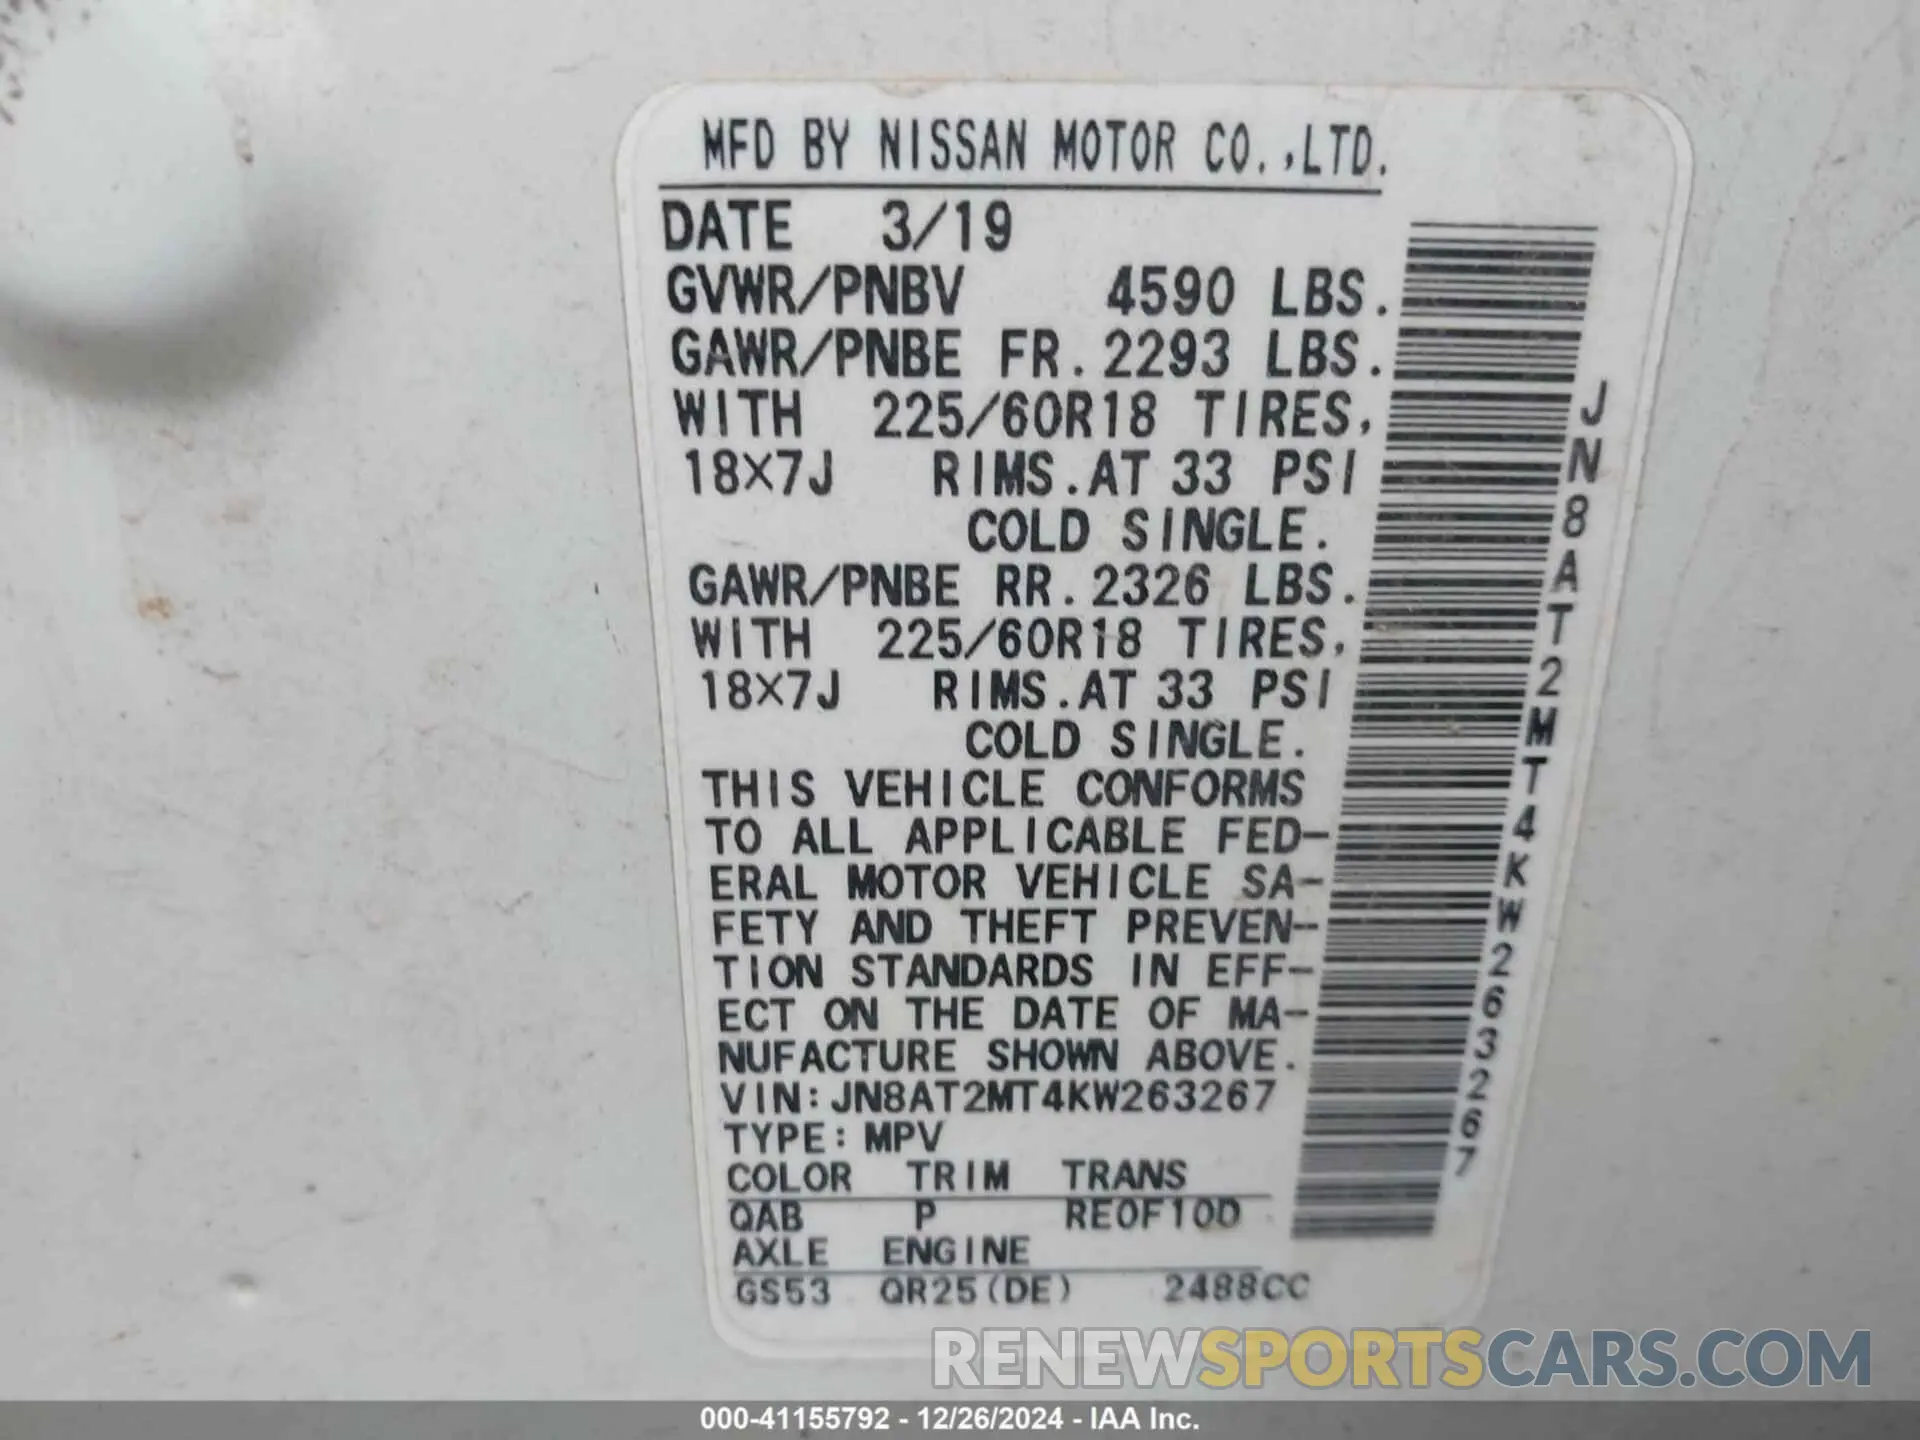 MFD BY NISSAN MOTOR CO.,LTD.
DATE 3/19
GVWR/PNBV 4590 LBS.
GAWR/PNBE FR. 2293 LBS.
WITH 225/60R18 TIRES,
18×7J RIMS.AT 33 PSI
COLD SINGLE.
GAWR/PNBE RR. 2326 LBS.
WITH 225/60R18 TIRES,
18×7J RIMS.AT 33 PSI
COLD SINGLE.
THIS VEHICLE CONFORMS
TO ALL APPLICABLE FED-
ERAL MOTOR VEHICLE SA-
FETY AND THEFT PREVEN-
TION STANDARDS IN EFF-
ECT ON THE DATE OF MA-
NUFACTURE SHOWN ABOVE.
VIN:JN8AT2MT4KW263267
TYPE:MPV
COLOR TRIM TRANS
QAB P RE0F10D
AXLE ENGINE
GS53 QR25(DE) 2488CC
JN8AT2MT4KW263267
RENEWSPORTSCARS.COM
000-41155792 - 12/26/2024 - IAA Inc.